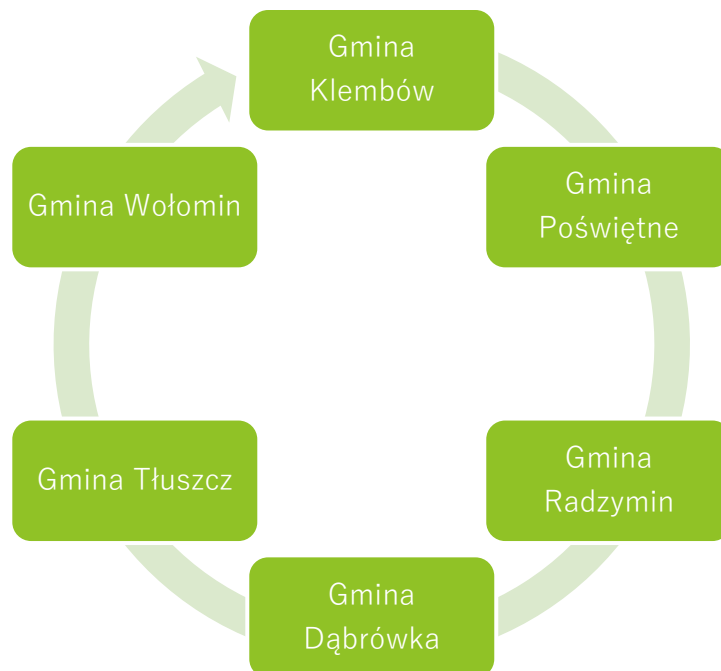 Gmina
Klembów
Gmina
Poświętne
Gmina
Radzymin
Gmina
Dąbrówka
Gmina Tłuszcz
Gmina Wołomin